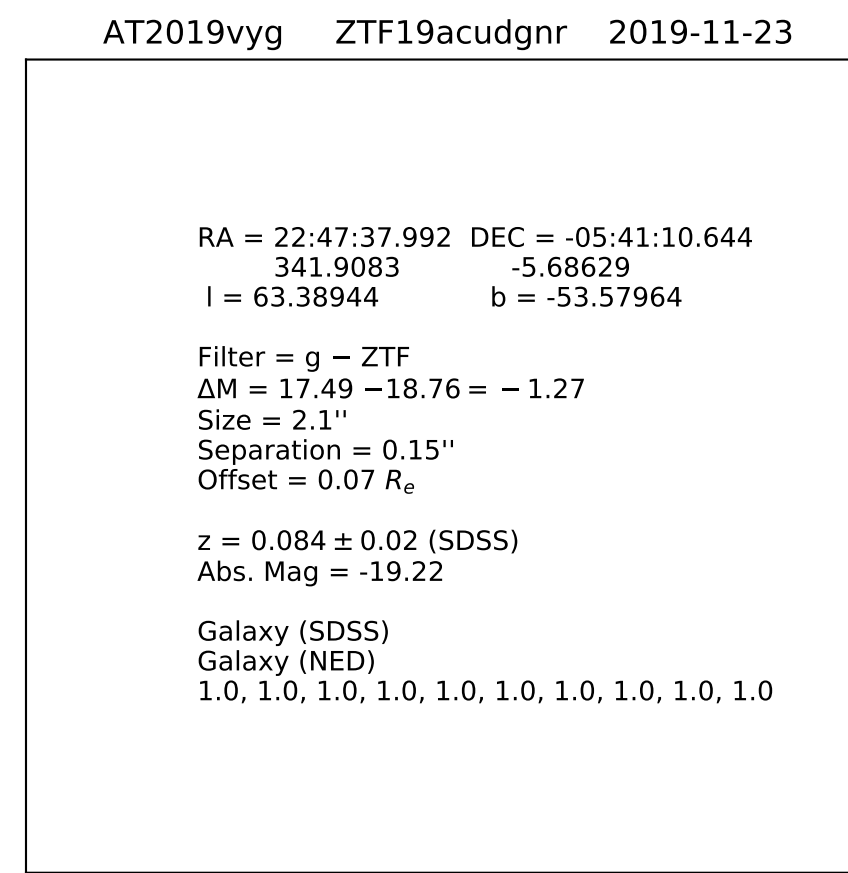 AT2019vyg ZTF19acudgnr 2019-11-23
RA = 22:47:37.992 DEC = -05:41:10.644
341.9083 -5.68629
l = 63.38944 b = -53.57964
Filter = g − ZTF
ΔM = 17.49 −18.76 = − 1.27
Size = 2.1''
Separation = 0.15''
Offset = 0.07 Re
z = 0.084 ± 0.02 (SDSS)
Abs. Mag = -19.22
Galaxy (SDSS)
Galaxy (NED)
1.0, 1.0, 1.0, 1.0, 1.0, 1.0, 1.0, 1.0, 1.0, 1.0